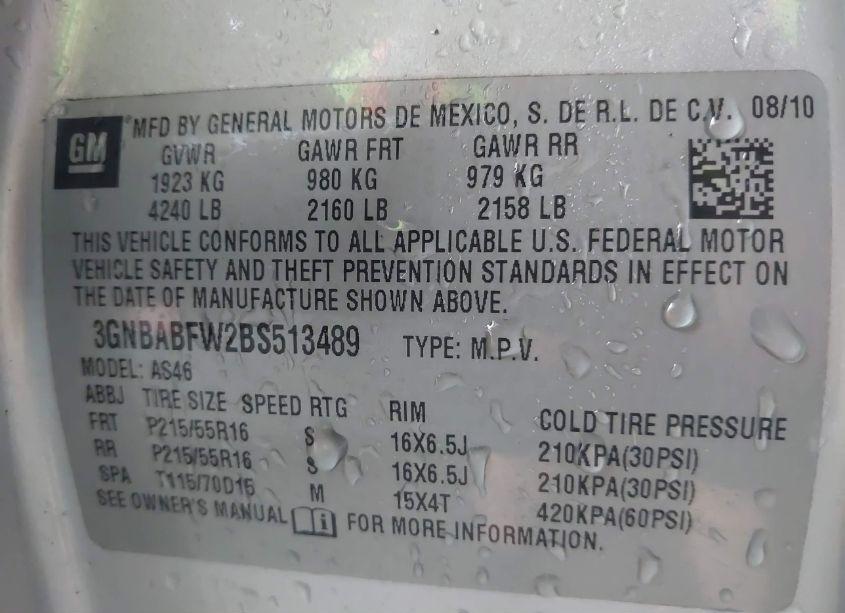 GM
MFD BY GENERAL MOTORS DE MEXICO, S. DE R.L. DE C.V. 08/10
GVWR GAWR FRT GAWR RR
1923 KG 980 KG 979 KG
4240 LB 2160 LB 2158 LB
THIS VEHICLE CONFORMS TO ALL APPLICABLE U.S. FEDERAL MOTOR
VEHICLE SAFETY AND THEFT PREVENTION STANDARDS IN EFFECT ON
THE DATE OF MANUFACTURE SHOWN ABOVE.
3GNBABFW2BS513489 TYPE: M.P.V.
MODEL: AS46
ABBJ TIRE SIZE SPEED RTG RIM COLD TIRE PRESSURE
FRT P215/55R16 S 16X6.5J 210KPA(30PSI)
RR P215/55R16 S 16X6.5J 210KPA(30PSI)
SPA T115/70D15 M 15X4T 420KPA(60PSI)
SEE OWNER'S MANUAL i FOR MORE INFORMATION.